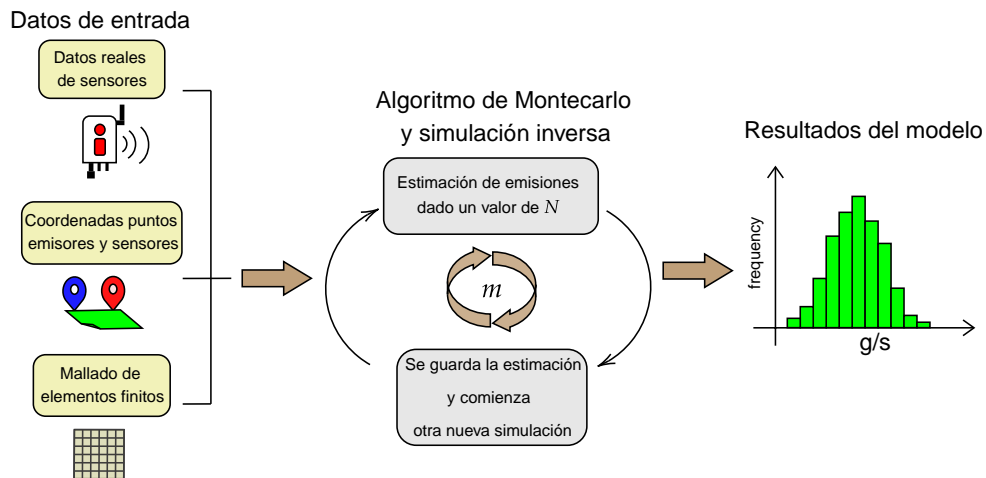 Datos de entrada
Datos reales
de sensores
Coordenadas puntos
emisores y sensores
Mallado de
elementos finitos
Algoritmo de Montecarlo
y simulación inversa
Estimación de emisiones
dado un valor de N
m
Se guarda la estimación
y comienza
otra nueva simulación
Resultados del modelo
frequency
g/s